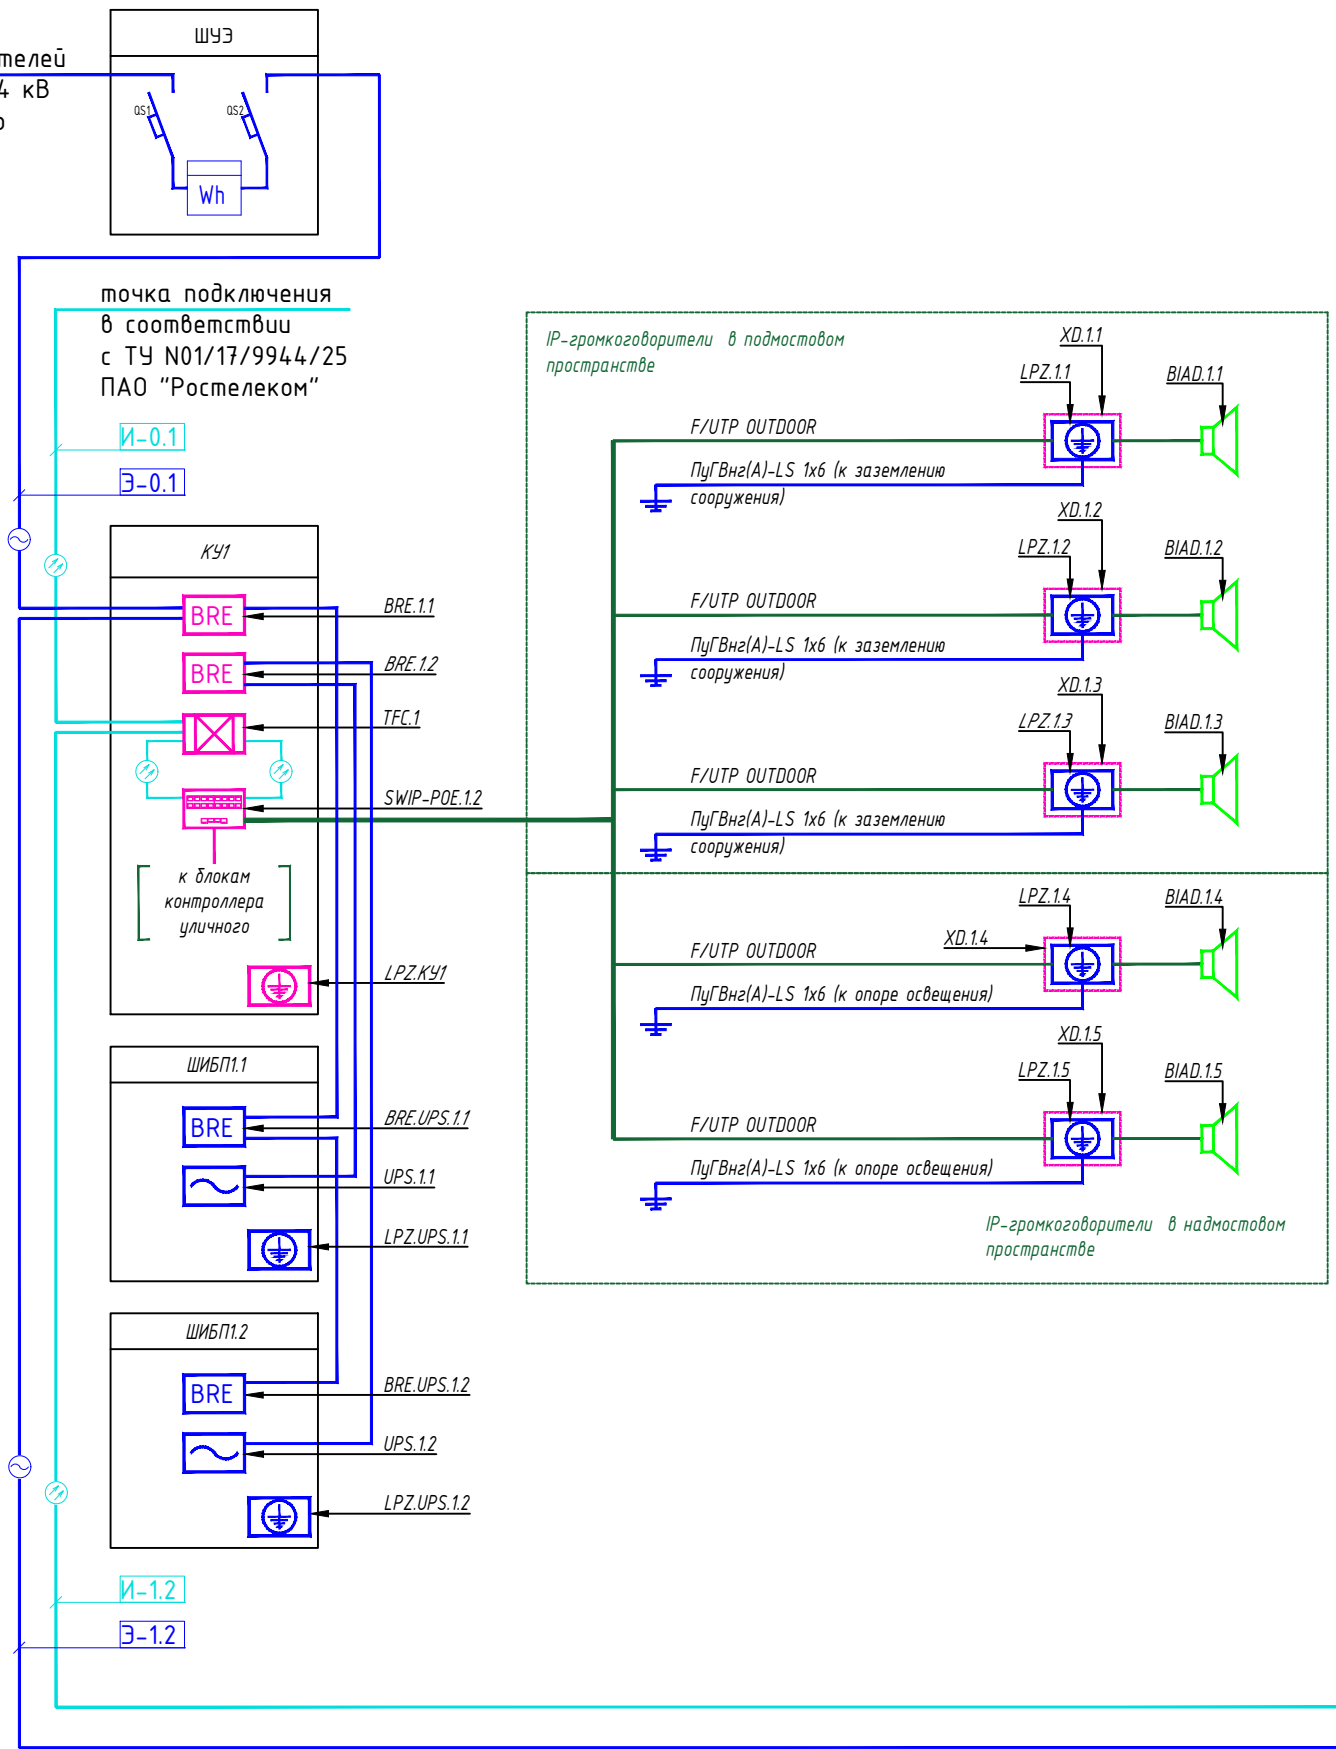 ШУЭ
телей
4 кВ
QS1
QS2
Wh
точка подключения
в соответствии
с ТУ N01/17/9944/25
ПАО "Ростелеком"
И-0.1
Э-0.1
КУ1
BRE
BRE.1.1
BRE
BRE.1.2
TFC.1
SWIP-POE.1.2
к блокам
контроллера
уличного
LPZ.КУ1
ШИБП1.1
BRE
BRE.UPS.1.1
UPS.1.1
LPZ.UPS.1.1
ШИБП1.2
BRE
BRE.UPS.1.2
UPS.1.2
LPZ.UPS.1.2
И-1.2
Э-1.2
IP-громкоговорители в подмостовом
пространстве
XD.1.1
LPZ.1.1
BIAD.1.1
F/UTP OUTDOOR
ПуГВнг(А)-LS 1х6 (к заземлению
сооружения)
XD.1.2
LPZ.1.2
BIAD.1.2
F/UTP OUTDOOR
ПуГВнг(А)-LS 1х6 (к заземлению
сооружения)
XD.1.3
LPZ.1.3
BIAD.1.3
F/UTP OUTDOOR
ПуГВнг(А)-LS 1х6 (к заземлению
сооружения)
LPZ.1.4
BIAD.1.4
XD.1.4
F/UTP OUTDOOR
ПуГВнг(А)-LS 1х6 (к опоре освещения)
XD.1.5
LPZ.1.5
BIAD.1.5
F/UTP OUTDOOR
ПуГВнг(А)-LS 1х6 (к опоре освещения)
IP-громкоговорители в надмостовом
пространстве